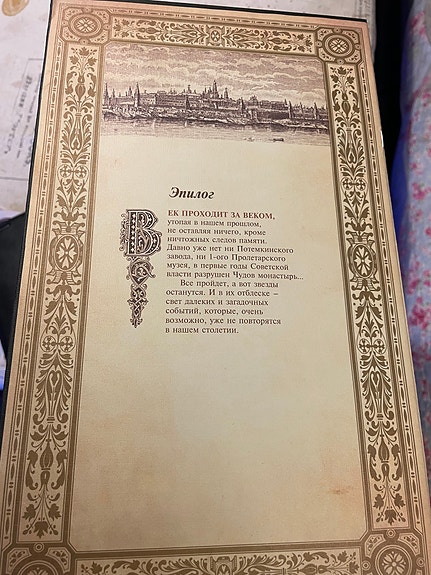 Эпилог
ВЕК ПРОХОДИТ ЗА ВЕКОМ,
утопая в нашем прошлом,
не оставляя ничего, кроме
ничтожных следов памяти.
Давно уже нет ни Потемкинского
завода, ни 1-ого Пролетарского
музея, в первые годы Советской
власти разрушен Чудов монастырь...
Все пройдет, а вот звезды
останутся. И в их отблеске –
свет далеких и загадочных
событий, которые, очень
возможно, уже не повторятся
в нашем столетии.